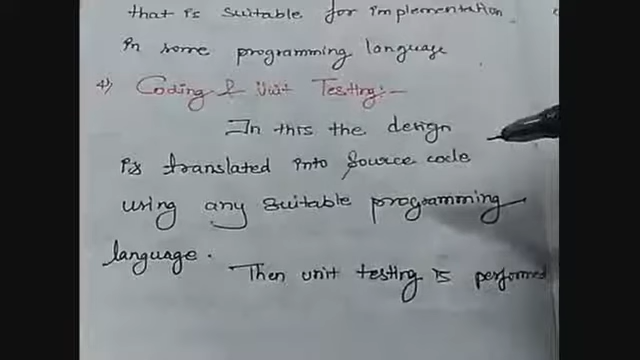 that is suitable for implementation
in some programming language
4) Coding & Unit Testing:-
In this the design
is translated into source code
using any suitable programming
language.
Then unit testing is performed